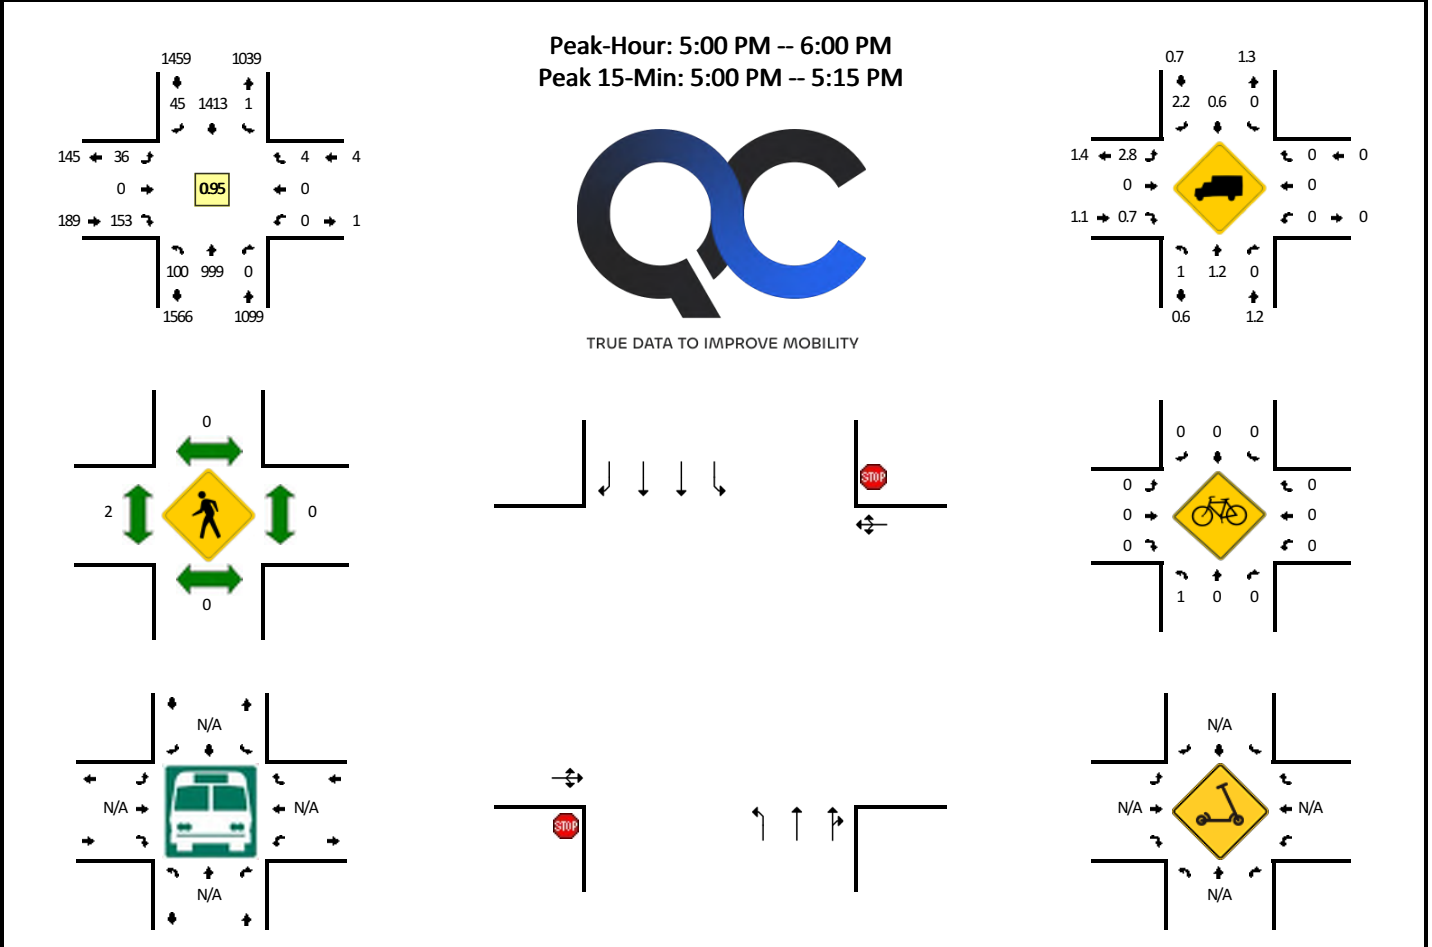 Peak-Hour: 5:00 PM -- 6:00 PM
Peak 15-Min: 5:00 PM -- 5:15 PM
1459 1039
45 1413 1
145 36 4 4
0 0.95 0
189 153 0 1
100 999 0
1566 1099
QC
TRUE DATA TO IMPROVE MOBILITY
0.7 1.3
2.2 0.6 0
1.4 2.8 0 0
0 0
1.1 0.7 0 0
1 1.2 0
0.6 1.2
0
2 0
0
STOP
STOP
0 0 0
0 0
0 0
0 0
1 0 0
N/A
N/A N/A
N/A
N/A
N/A N/A
N/A